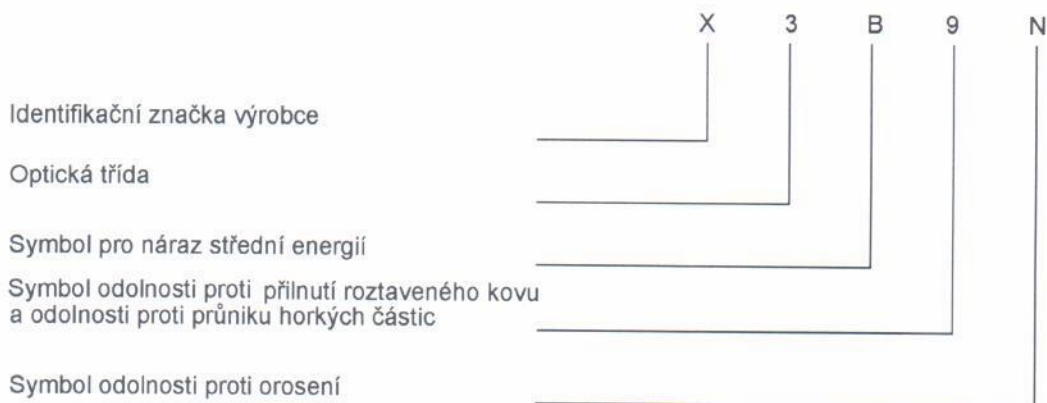 X 3 B 9 N
Identifikační značka výrobce
Optická třída
Symbol pro náraz střední energií
Symbol odolnosti proti přilnutí roztaveného kovu
a odolnosti proti průniku horkých částic
Symbol odolnosti proti orosení